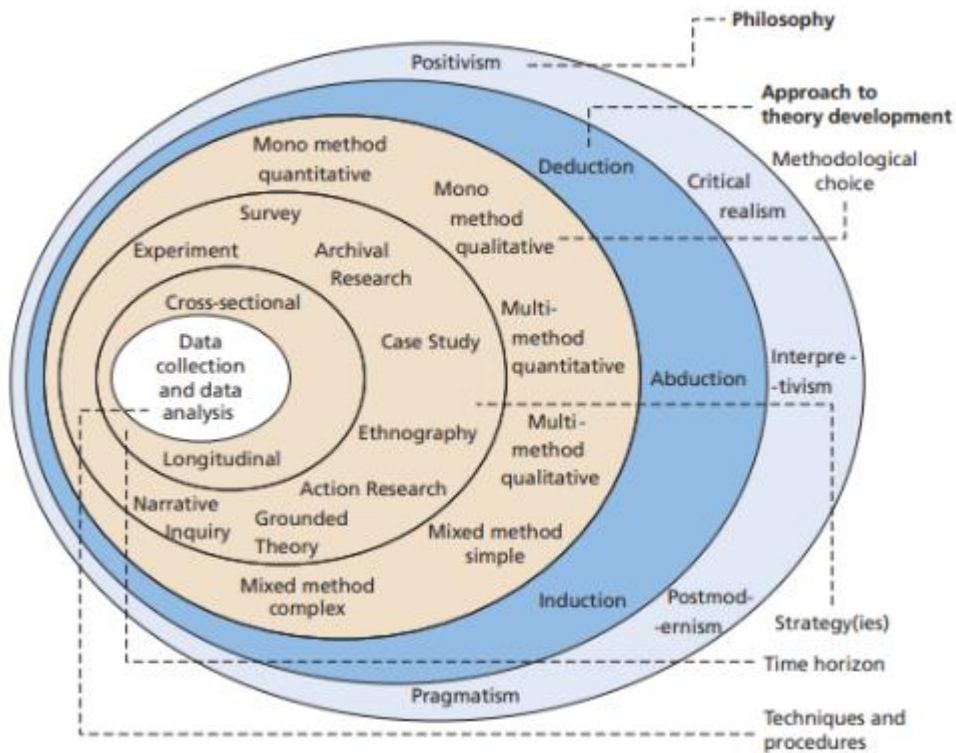 Philosophy
Positivism
Approach to
theory development
Mono method
quantitative
Deduction
Methodological
choice
Critical
realism
Mono
method
qualitative
Survey
Experiment
Archival
Research
Cross-sectional
Multi-
method
quantitative
Data
collection
and data
analysis
Case Study
Interpre-
-tivism
Abduction
Ethnography
Multi-
method
qualitative
Longitudinal
Action Research
Narrative
Inquiry
Grounded
Theory
Mixed method
simple
Mixed method
complex
Induction
Postmod-
-ernism
Strategy(ies)
Time horizon
Pragmatism
Techniques and
procedures